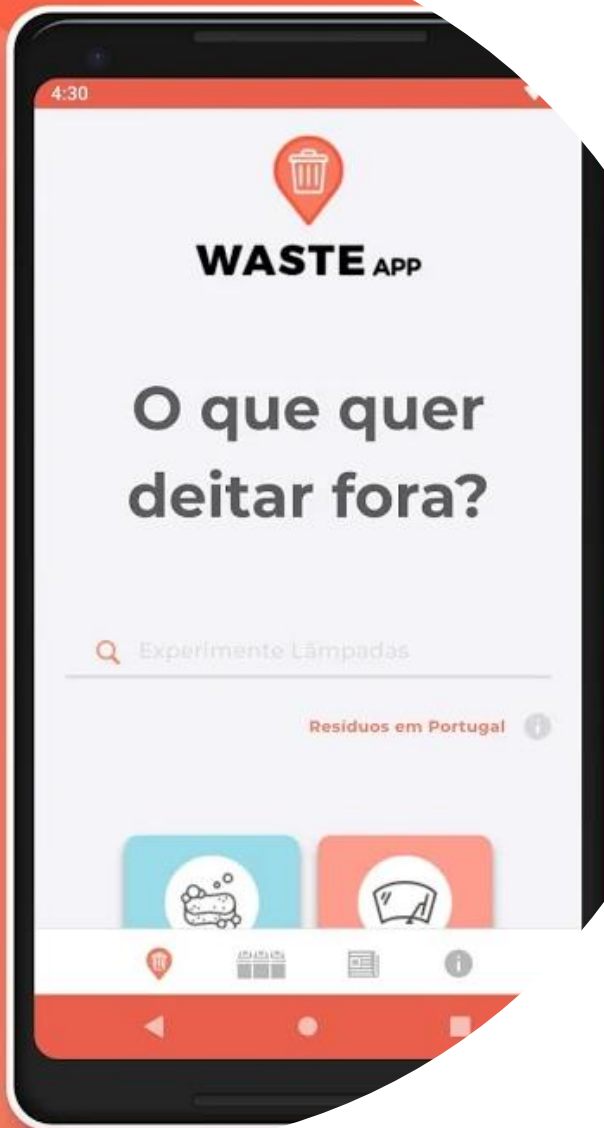 4:30
WASTE APP
O que quer
deitar fora?
Experimente Lâmpadas
Resíduos em Portugal